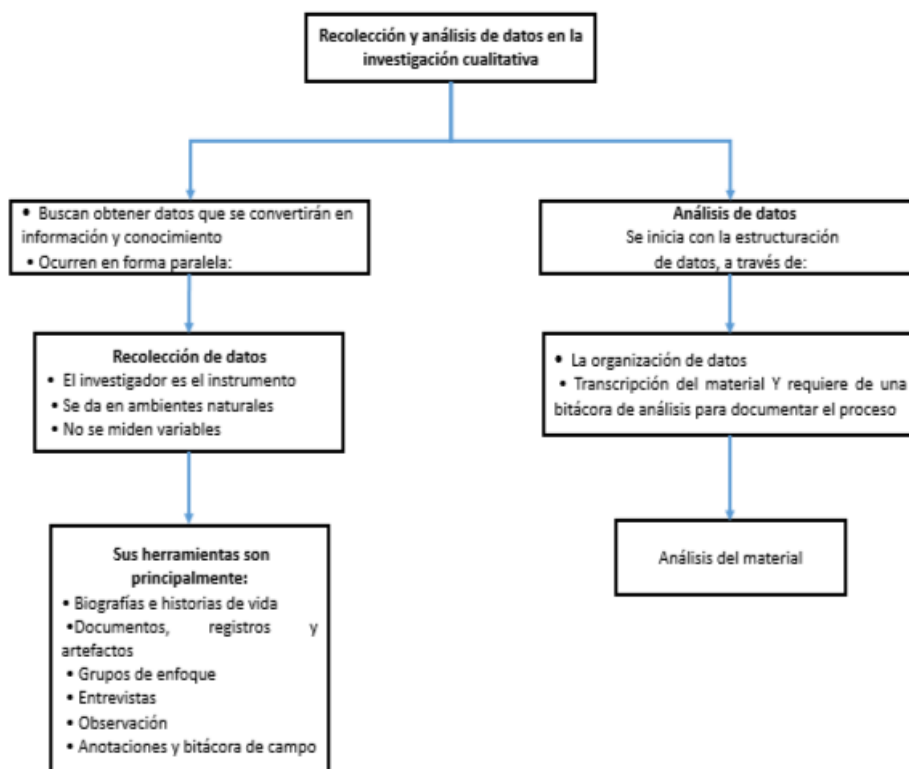 Recolección y análisis de datos en la
investigación cualitativa
• Buscan obtener datos que se convertirán en
información y conocimiento
• Ocurren en forma paralela:
Recolección de datos
• El investigador es el instrumento
• Se da en ambientes naturales
• No se miden variables
Sus herramientas son
principalmente:
• Biografías e historias de vida
•Documentos, registros y
artefactos
• Grupos de enfoque
• Entrevistas
• Observación
• Anotaciones y bitácora de campo
Análisis de datos
Se inicia con la estructuración
de datos, a través de:
• La organización de datos
• Transcripción del material Y requiere de una
bitácora de análisis para documentar el proceso
Análisis del material